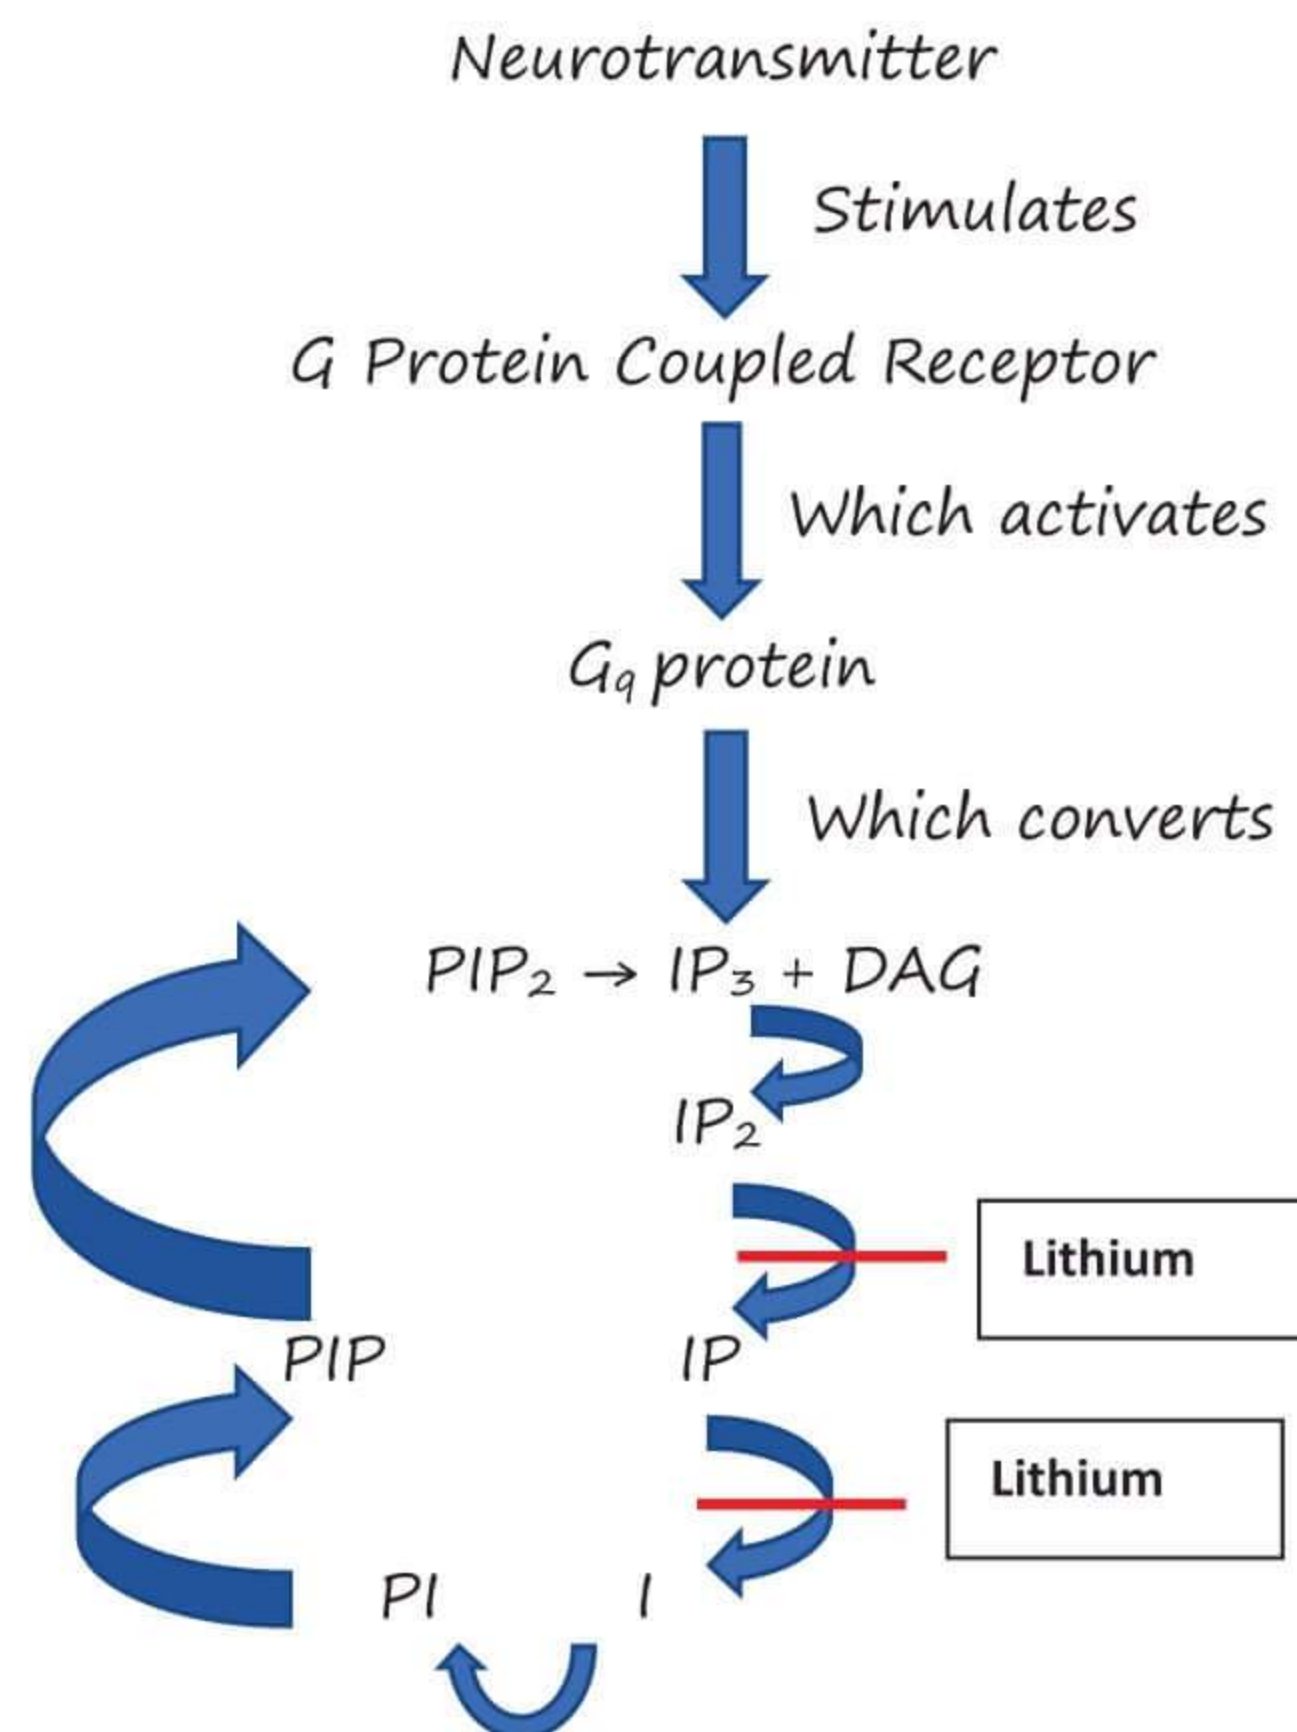 Neurotransmitter
Stimulates
G Protein Coupled Receptor
Which activates
Gq protein
Which converts
PIP₂ → IP₃ + DAG
IP₂
Lithium
PIP IP
Lithium
PI I